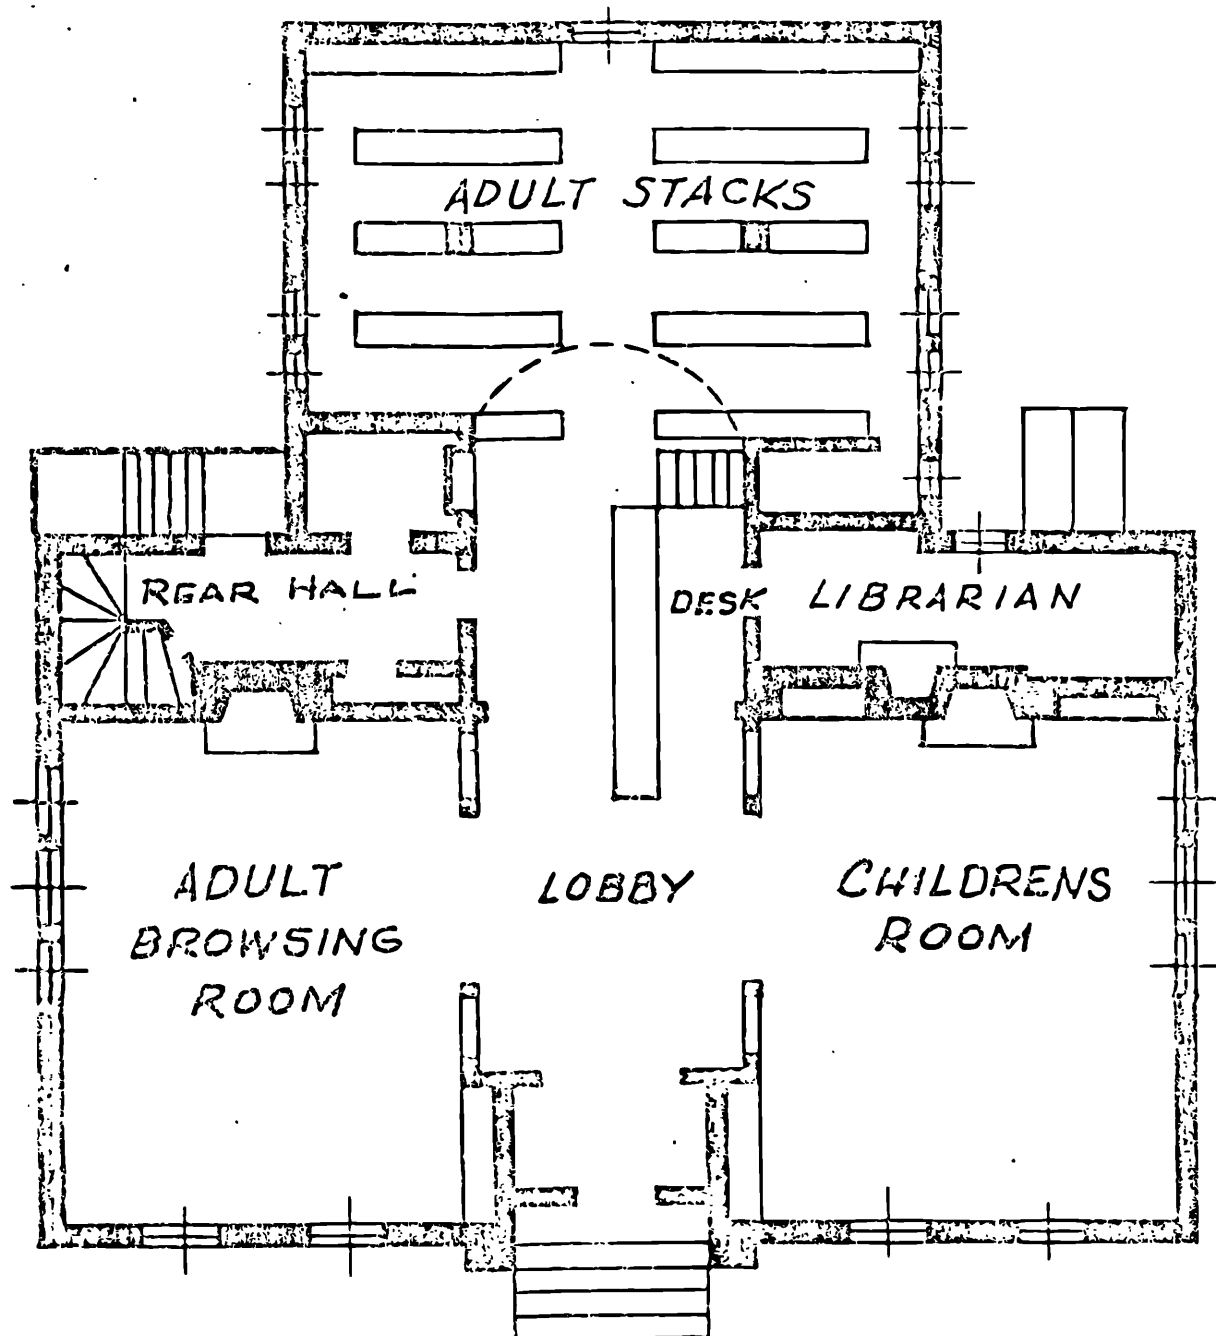 ADULT STACKS
REAR HALL
DESK
LIBRARIAN
ADULT
BROWSING
ROOM
LOBBY
CHILDRENS
ROOM